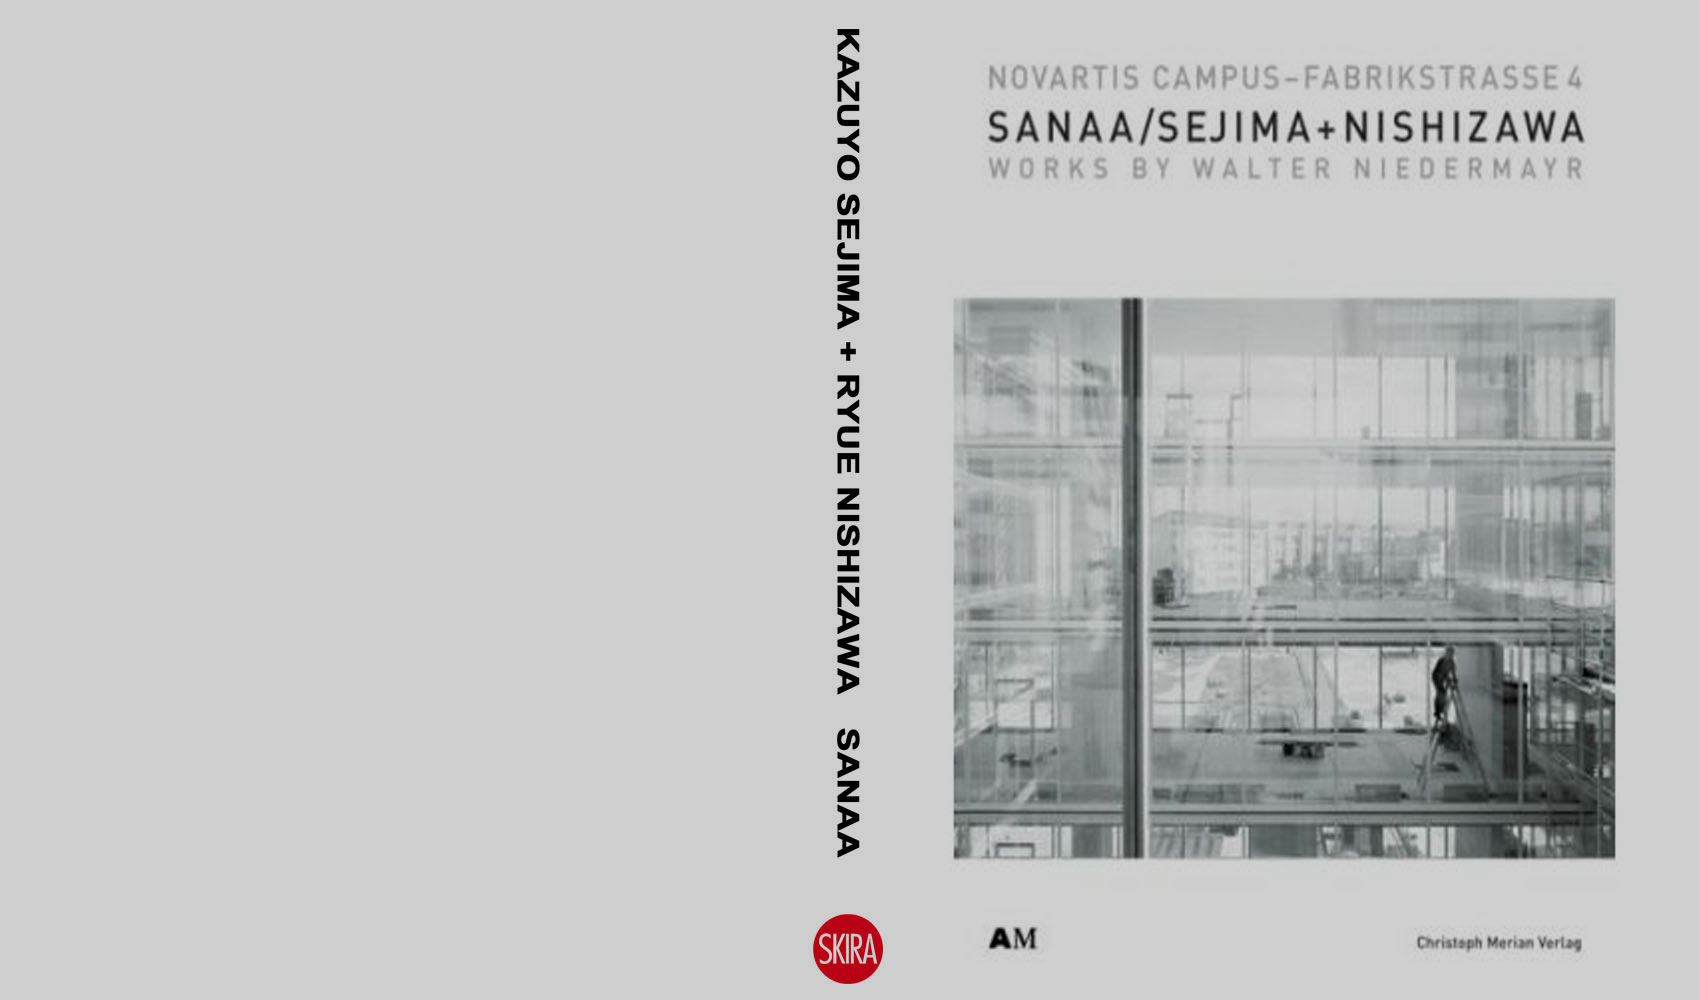 KAZUYO SEJIMA + RYUE NISHIZAWA SANAA
SKIRA
NOVARTIS CAMPUS–FABRIKSTRASSE 4
SANAA/SEJIMA+NISHIZAWA
WORKS BY WALTER NIEDERMAYR
AM
Christoph Merian Verlag